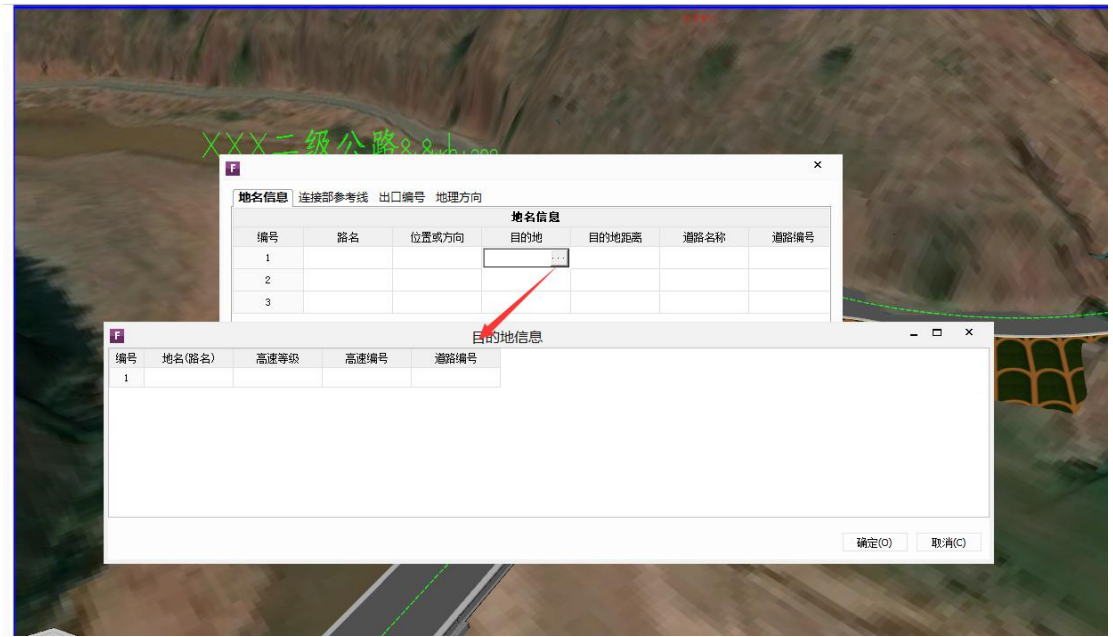 XXX二级公路
F
×
地名信息 连接部参考线 出口编号 地理方向
地名信息
编号 路名 位置或方向 目的地 目的地距离 道路名称 道路编号
1 ...
2
3
F 目的地信息 ×
编号 地名(路名) 高速等级 高速编号 道路编号
1
确定(O) 取消(C)